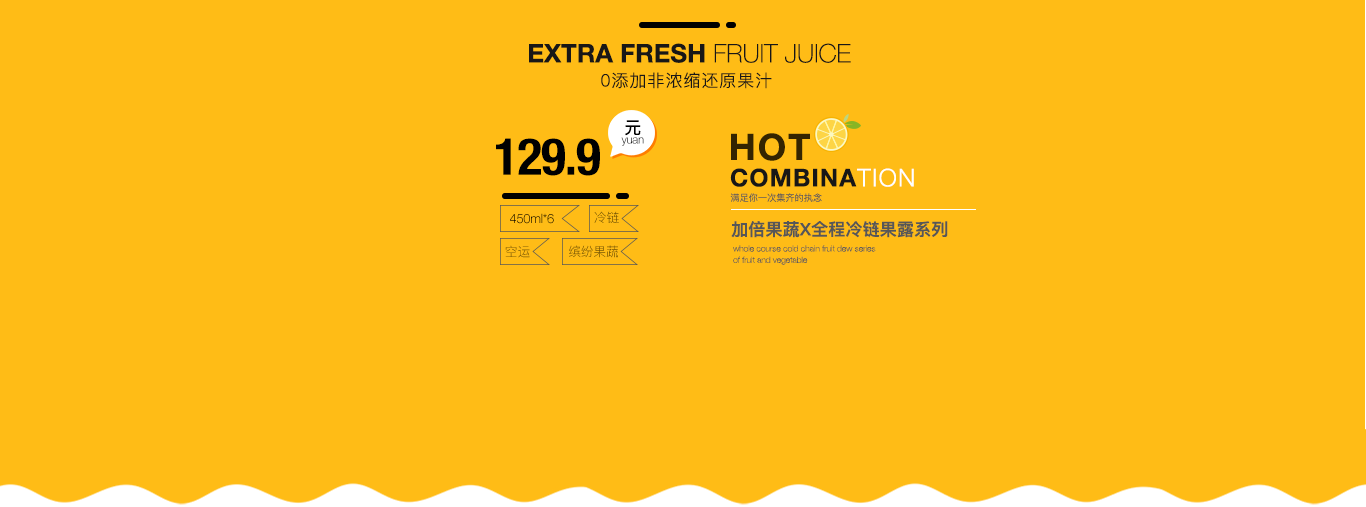 EXTRA FRESH FRUIT JUICE
0添加非浓缩还原果汁
129.9
元
yuan
450ml*6
冷链
空运
缤纷果蔬
HOT
COMBINATION
满足你一次集齐的执念
加倍果蔬X全程冷链果露系列
whole course cold chein fruit dew series
of fruit and vegetable